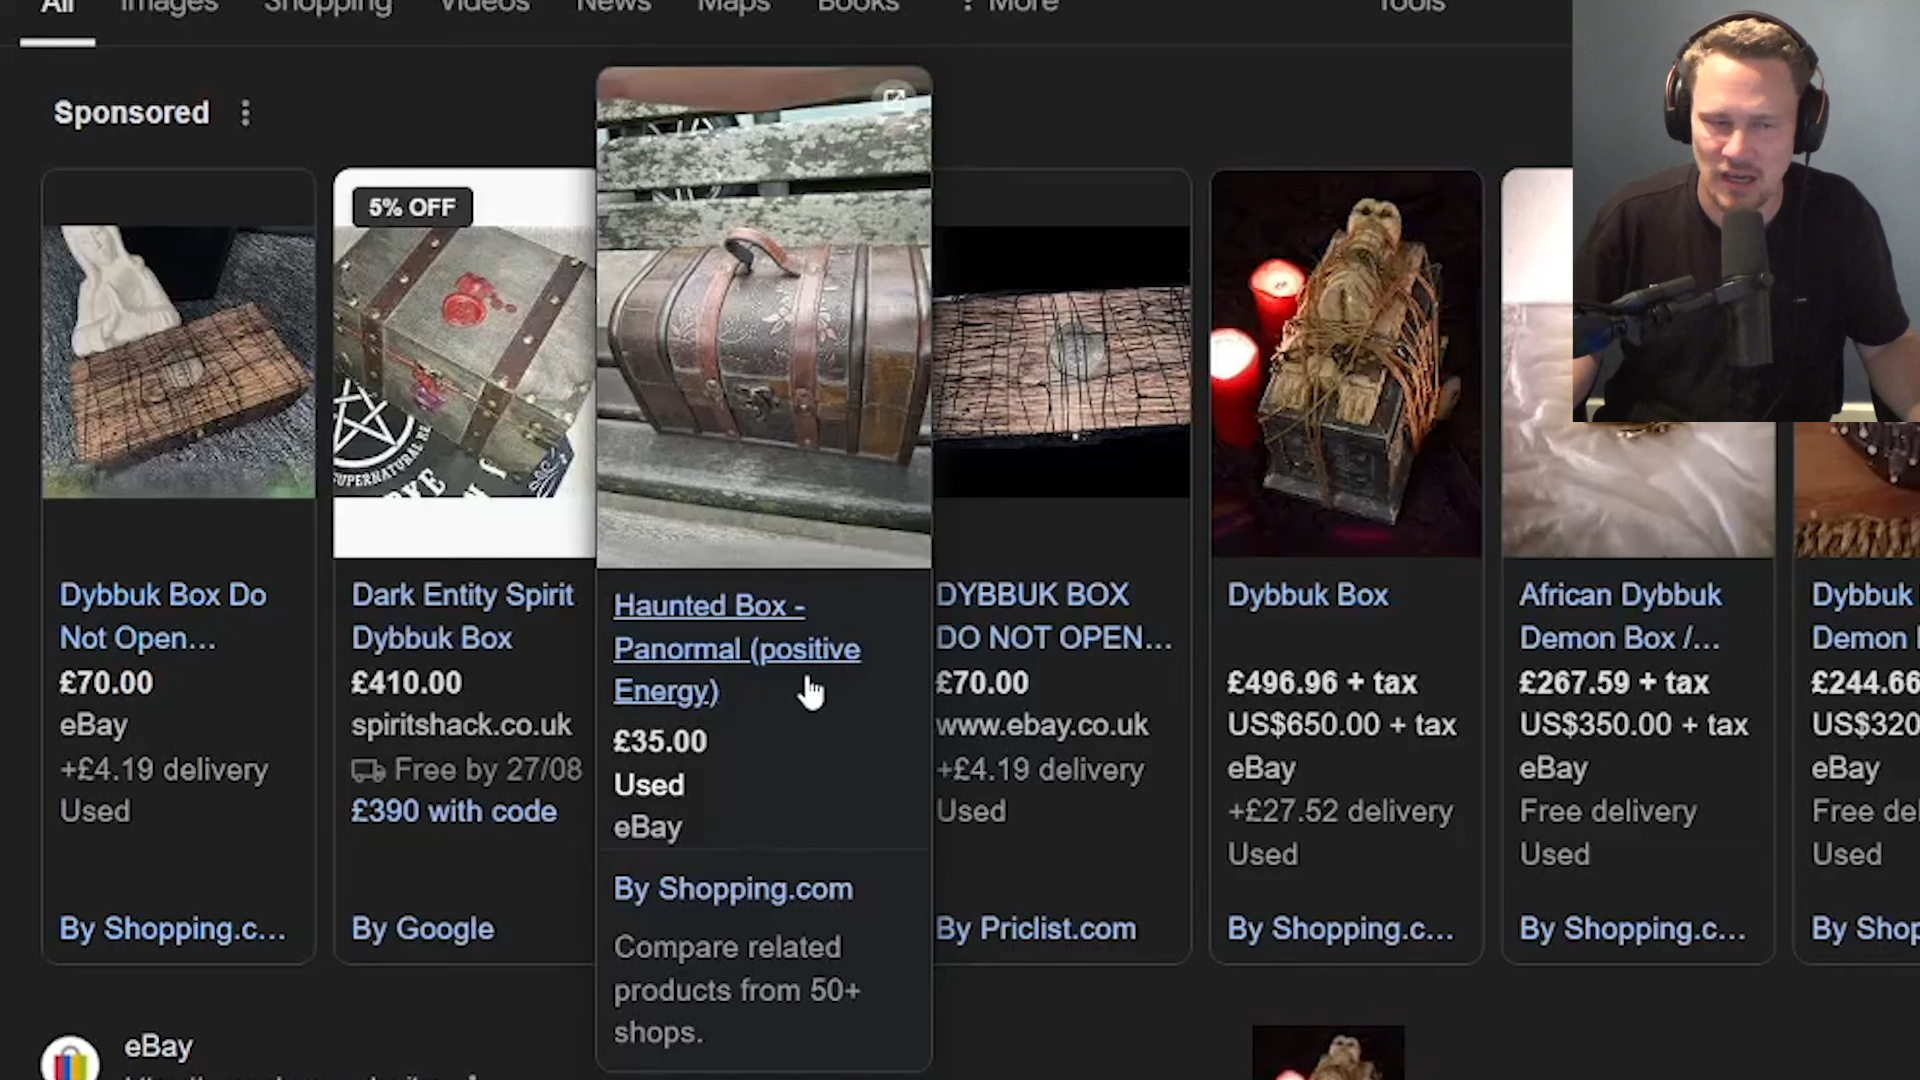 All
Images
Shopping
Videos
News
Maps
Books
More
Tools
Sponsored
Dybbuk Box Do
Not Open...
£70.00
eBay
+£4.19 delivery
Used
By Shopping.c...
5% OFF
SUPERNATURAL
Dark Entity Spirit
Dybbuk Box
£410.00
spiritshack.co.uk
Free by 27/08
£390 with code
By Google
Haunted Box -
Panormal (positive
Energy)
£35.00
Used
eBay
By Shopping.com
Compare related
products from 50+
shops.
DYBBUK BOX
DO NOT OPEN...
£70.00
www.ebay.co.uk
+£4.19 delivery
Used
By Priclist.com
Dybbuk Box
£496.96 + tax
US$650.00 + tax
eBay
+£27.52 delivery
Used
By Shopping.c...
African Dybbuk
Demon Box /...
£267.59 + tax
US$350.00 + tax
eBay
Free delivery
Used
By Shopping.c...
Dybbuk
Demon
£244.66
US$320
eBay
Free de
Used
By Shop
eBay